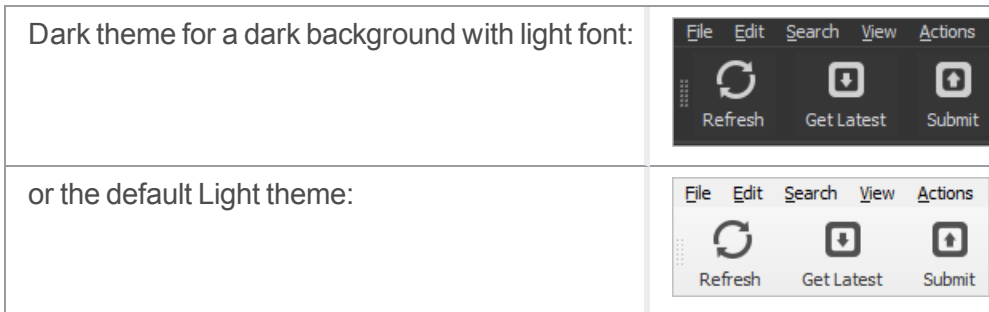 Dark theme for a dark background with light font:
File Edit Search View Actions
Refresh Get Latest Submit
or the default Light theme:
File Edit Search View Actions
Refresh Get Latest Submit